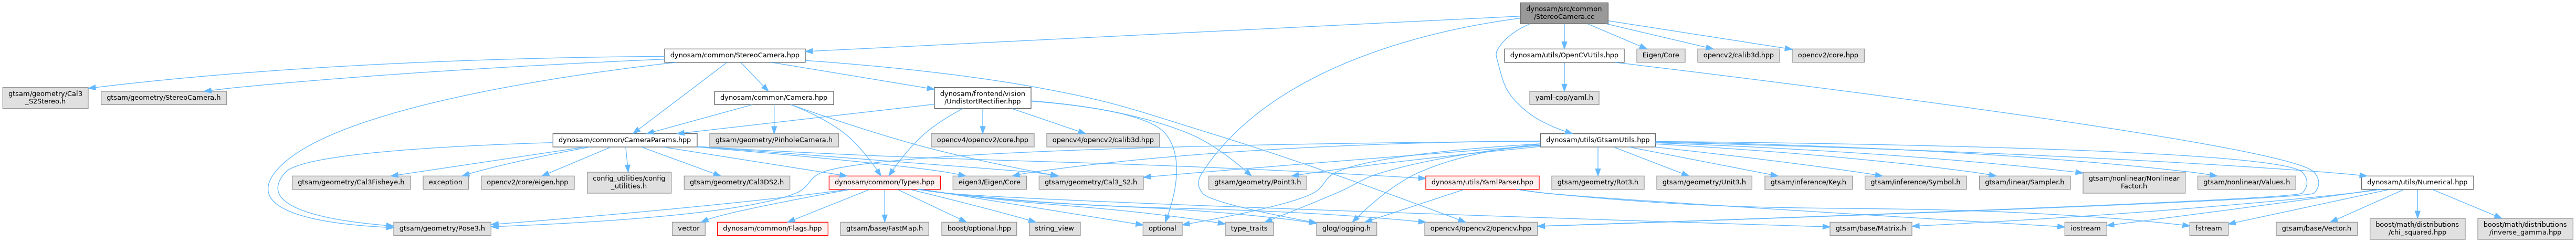 dynosam/src/common
/StereoCamera.cc
dynosam/common/StereoCamera.hpp
dynosam/utils/OpenCVUtils.hpp
Eigen/Core
opencv2/calib3d.hpp
opencv2/core.hpp
gtsam/geometry/Cal3
_S2Stereo.h
gtsam/geometry/StereoCamera.h
dynosam/common/Camera.hpp
dynosam/frontend/vision
/UndistortRectifier.hpp
yaml-cpp/yaml.h
dynosam/common/CameraParams.hpp
gtsam/geometry/PinholeCamera.h
opencv4/opencv2/core.hpp
opencv4/opencv2/calib3d.hpp
dynosam/utils/GtsamUtils.hpp
gtsam/geometry/Cal3Fisheye.h
exception
opencv2/core/eigen.hpp
config_utilities/config
_utilities.h
gtsam/geometry/Cal3DS2.h
dynosam/common/Types.hpp
eigen3/Eigen/Core
gtsam/geometry/Cal3_S2.h
gtsam/geometry/Point3.h
dynosam/utils/YamlParser.hpp
gtsam/geometry/Rot3.h
gtsam/geometry/Unit3.h
gtsam/inference/Key.h
gtsam/inference/Symbol.h
gtsam/linear/Sampler.h
gtsam/nonlinear/Nonlinear
Factor.h
gtsam/nonlinear/Values.h
dynosam/utils/Numerical.hpp
gtsam/geometry/Pose3.h
vector
dynosam/common/Flags.hpp
gtsam/base/FastMap.h
boost/optional.hpp
string_view
optional
type_traits
glog/logging.h
opencv4/opencv2/opencv.hpp
gtsam/base/Matrix.h
iostream
fstream
gtsam/base/Vector.h
boost/math/distributions
/chi_squared.hpp
boost/math/distributions
/inverse_gamma.hpp